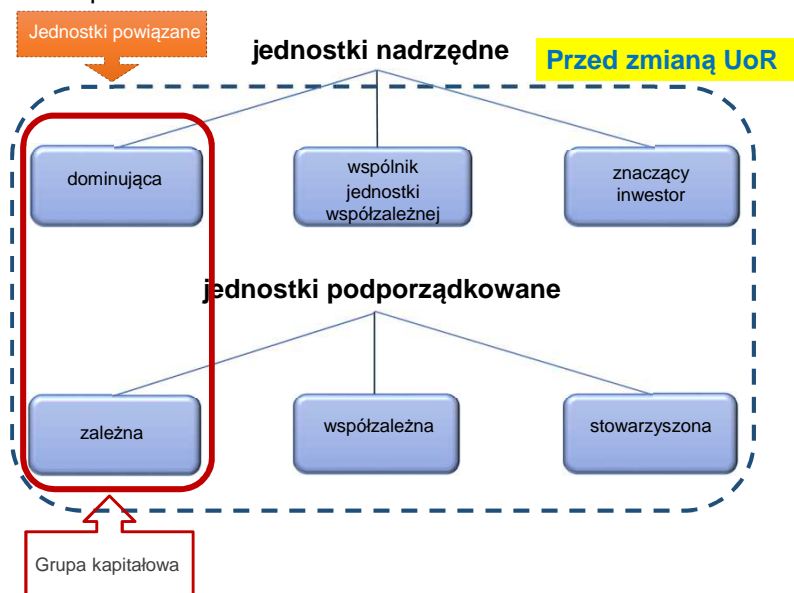 Jednostki powiązane
jednostki nadrzędne
Przed zmianą UoR
dominująca
wspólnik
jednostki
współzależnej
znaczący
inwestor
jednostki podporządkowane
zależna
współzależna
stowarzyszona
Grupa kapitałowa